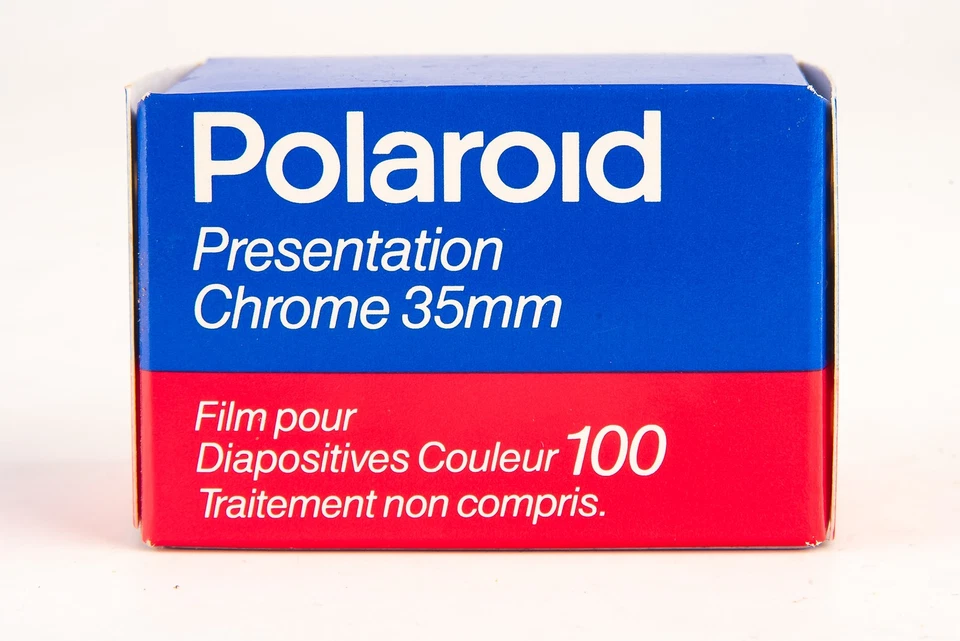 Polaroid
Presentation
Chrome 35mm
Film pour
Diapositives Couleur 100
Traitement non compris.